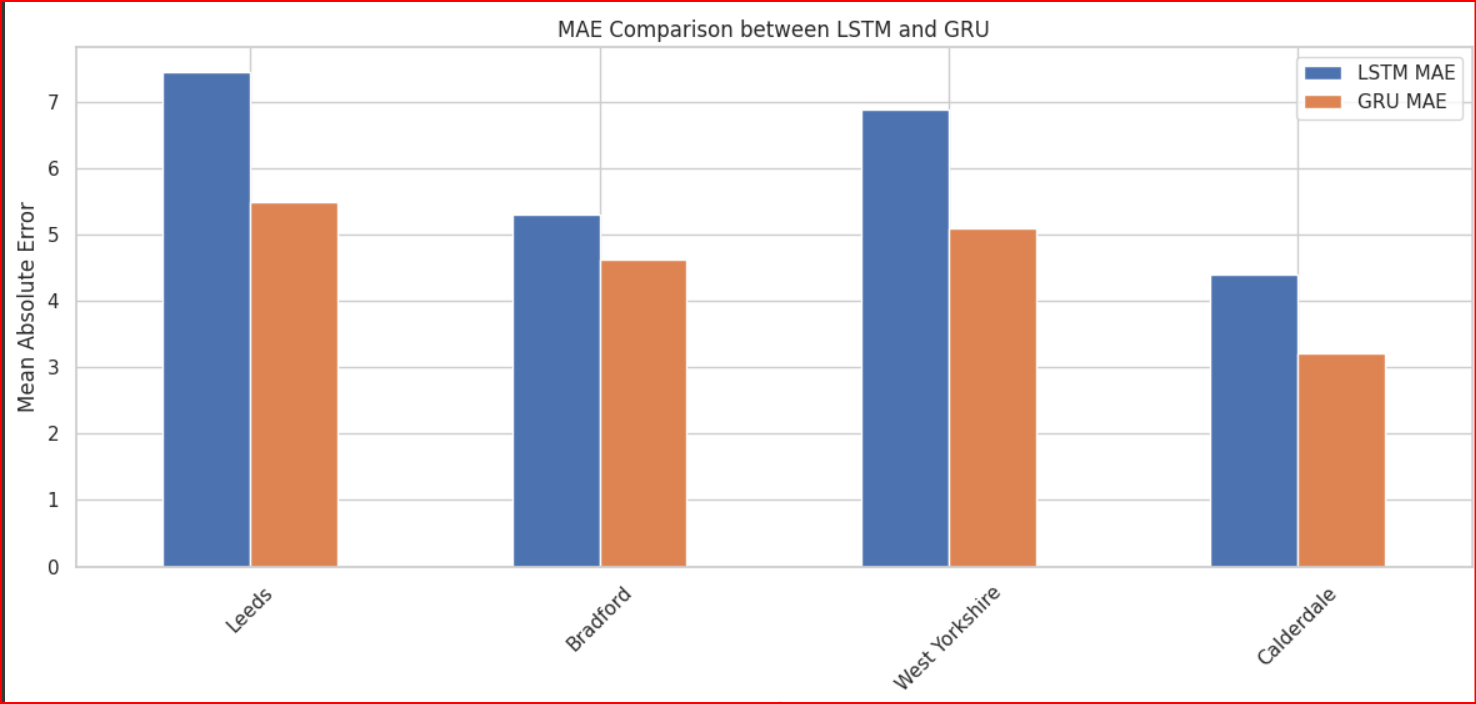 MAE Comparison between LSTM and GRU
LSTM MAE
GRU MAE
Mean Absolute Error
7
6
5
4
3
2
1
0
Leeds
Bradford
West Yorkshire
Calderdale